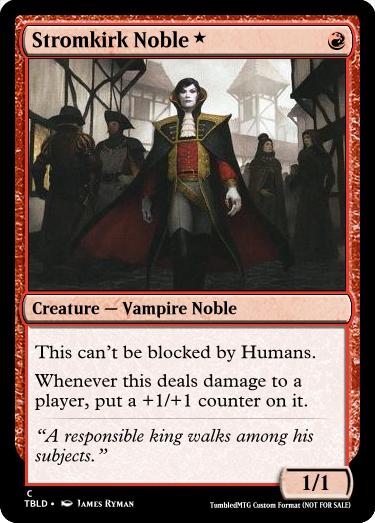 Stromkirk Noble ★
Creature — Vampire Noble
This can't be blocked by Humans.
Whenever this deals damage to a
player, put a +1/+1 counter on it.
“A responsible king walks among his
subjects.”
1/1
C
TBLD • James Ryman
TumbledMTG Custom Format (NOT FOR SALE)